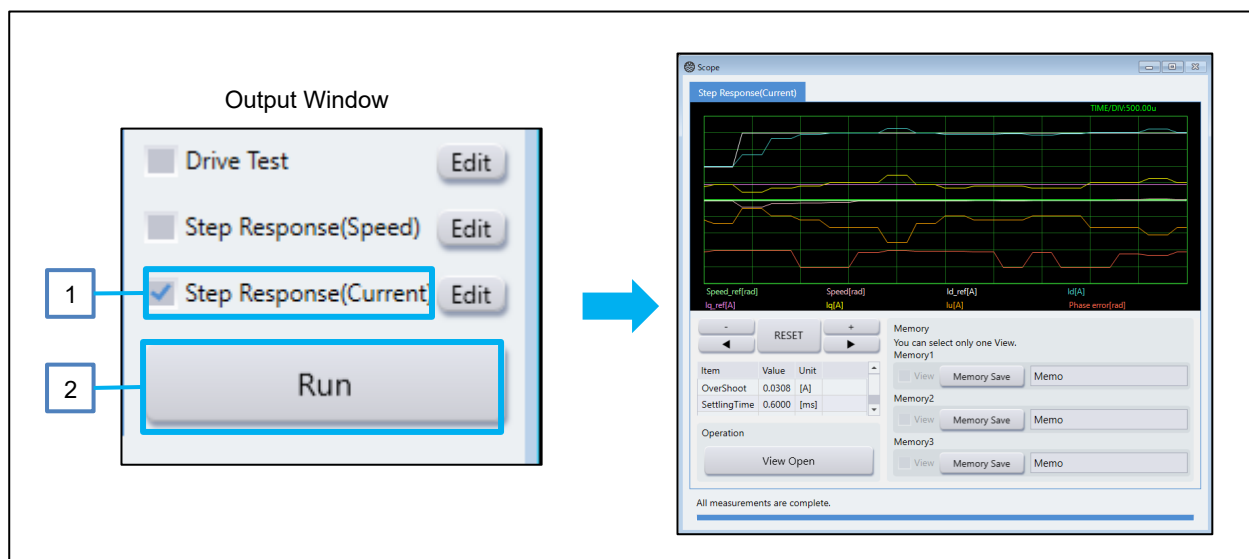 Output Window
Drive Test
Edit
Step Response(Speed)
Edit
1
Step Response(Current)
Edit
2
Run
Scope
Step Response(Current)
TIME/DIV:500.00u
Speed_ref[rad] Speed[rad] Id_ref[A] Id[A]
Iq_ref[A] Iq[A] Iu[A] Phase error[rad]
- RESET +
Item Value Unit
OverShoot 0.0308 [A]
SettlingTime 0.6000 [ms]
Operation
View Open
Memory
You can select only one View.
Memory1
View Memory Save Memo
Memory2
View Memory Save Memo
Memory3
View Memory Save Memo
All measurements are complete.